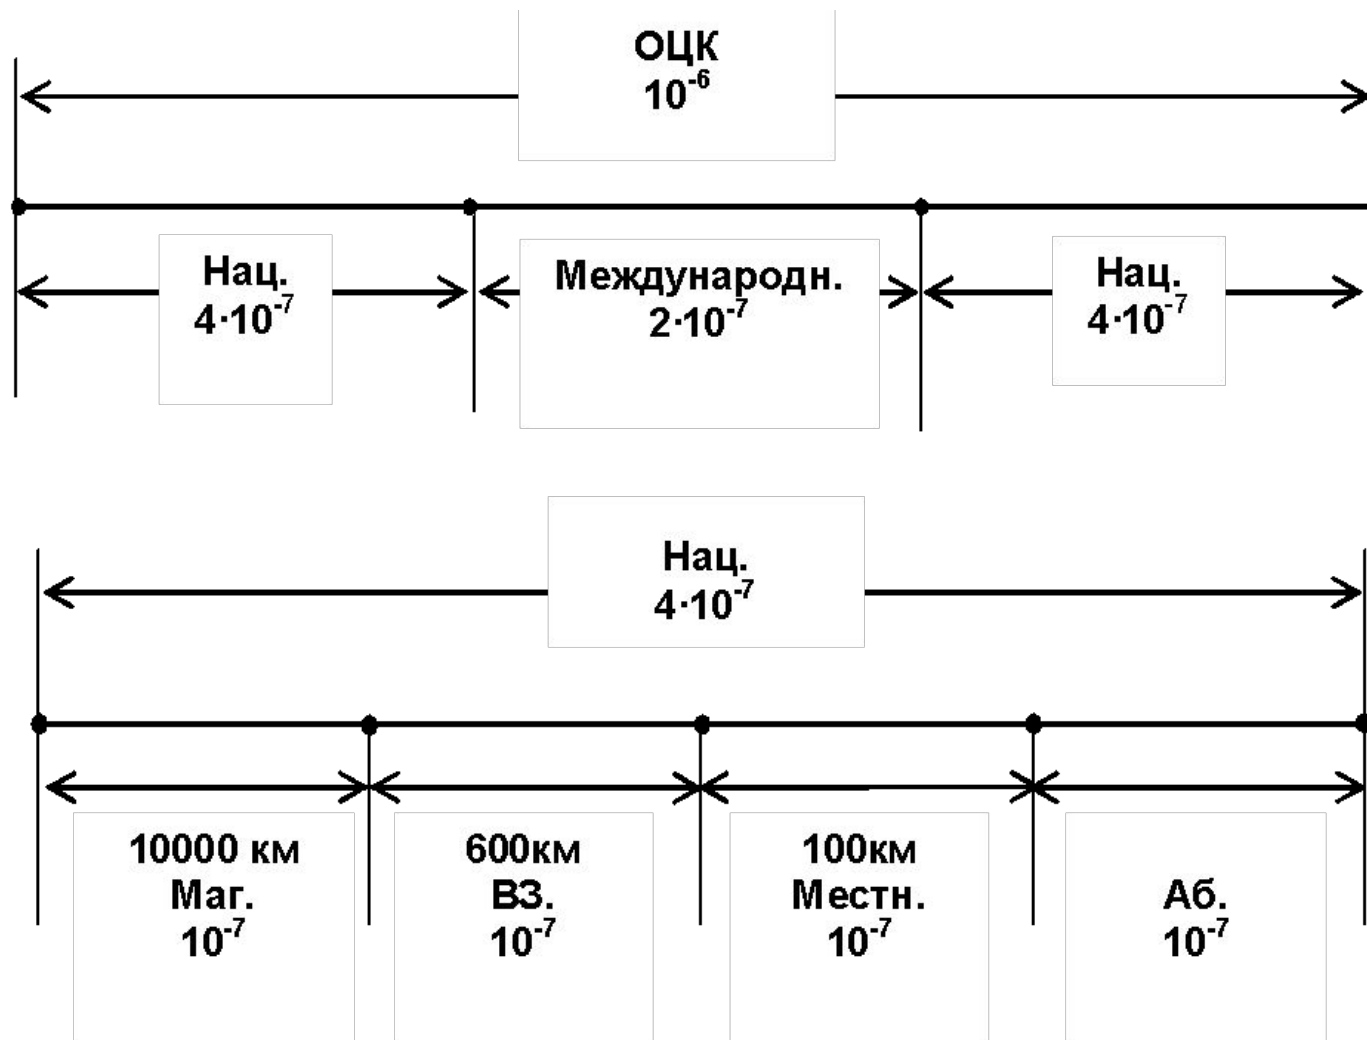 ОЦК
10⁻⁶
Нац.
4·10⁻⁷
Международн.
2·10⁻⁷
Нац.
4·10⁻⁷
Нац.
4·10⁻⁷
10000 км
Маг.
10⁻⁷
600км
ВЗ.
10⁻⁷
100км
Местн.
10⁻⁷
Аб.
10⁻⁷